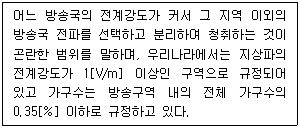 어느 방송국의 전계강도가 커서 그 지역 이외의
방송국 전파를 선택하고 분리하여 청취하는 것이
곤란한 범위를 말하며, 우리나라에서는 지상파의
전계강도가 1[V/m] 이상인 구역으로 규정되어
있고 가구수는 방송구역 내의 전체 가구수의
0.35[%] 이하로 규정하고 있다.